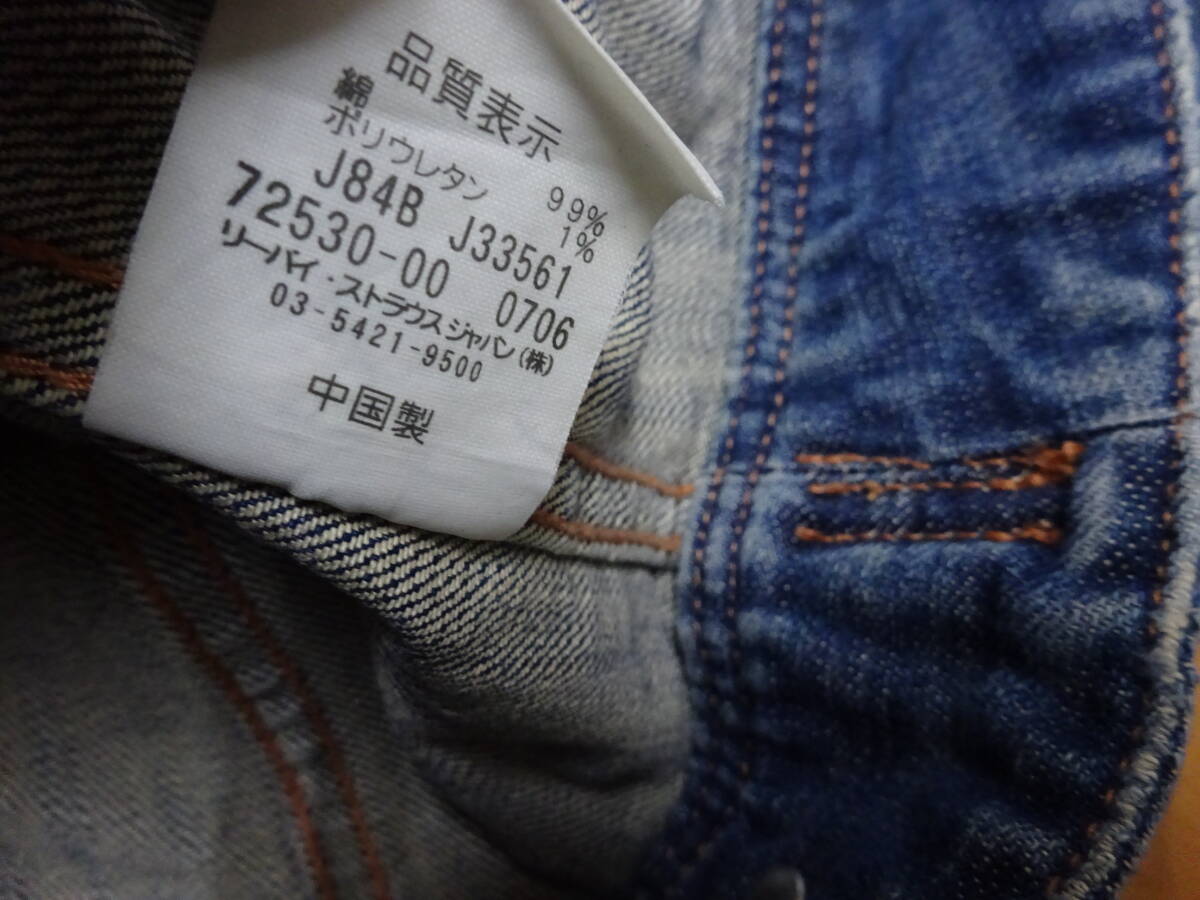 品質表示
綿 99%
ポリウレタン 1%
J84B J33561
72530-00 0706
リーバイ・ストラウスジャパン(株)
03-5421-9500
中国製